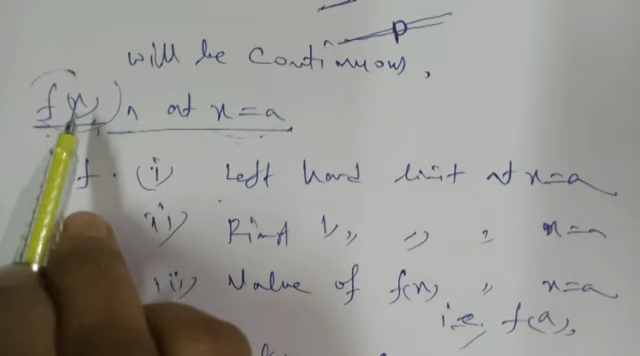 will be continuous,
f(x) at x=a
if (i) Left hand limit at x=a
ii) Right ,, ,, ,, x=a
iii) Value of f(x) ,, x=a
i.e. f(a),